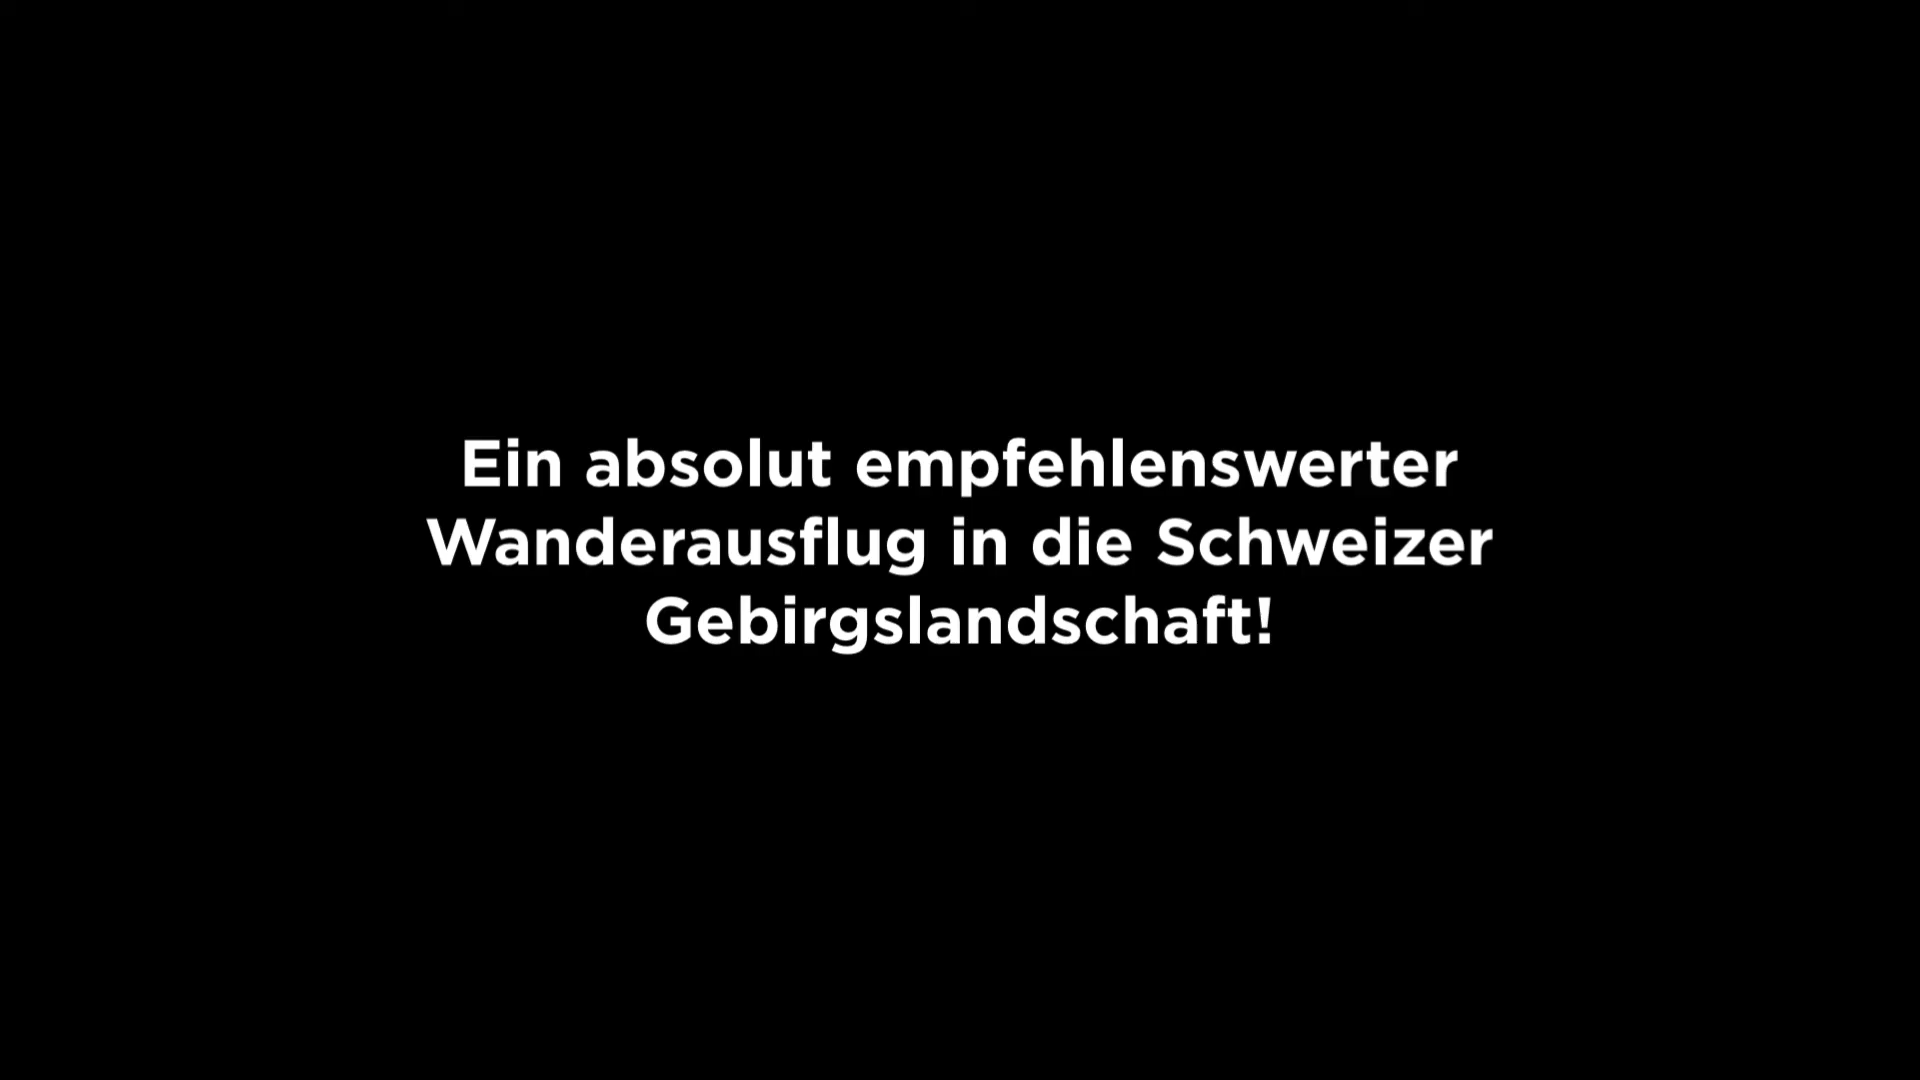 Ein absolut empfehlenswerter
Wanderausflug in die Schweizer
Gebirgslandschaft!